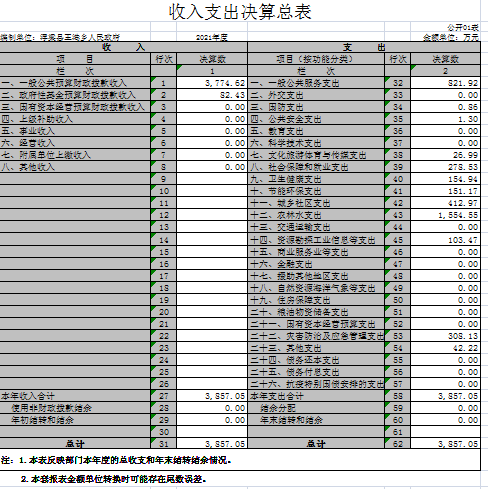 收入支出决算总表
公开01表
编制单位：浮梁县王港乡人民政府 2021年度 金额单位：万元
收 入 支 出
项 目 行次 决算数 项目（按功能分类） 行次 决算数
栏 次 1 栏 次 2
一、一般公共预算财政拨款收入 1 3,774.62 一、一般公共服务支出 32 821.92
二、政府性基金预算财政拨款收入 2 82.43 二、外交支出 33 0.00
三、国有资本经营预算财政拨款收入 3 0.00 三、国防支出 34 0.86
四、上级补助收入 4 0.00 四、公共安全支出 35 1.30
五、事业收入 5 0.00 五、教育支出 36 0.00
六、经营收入 6 0.00 六、科学技术支出 37 0.00
七、附属单位上缴收入 7 0.00 七、文化旅游体育与传媒支出 38 26.99
八、其他收入 8 0.00 八、社会保障和就业支出 39 278.53
9 九、卫生健康支出 40 154.94
10 十、节能环保支出 41 151.17
11 十一、城乡社区支出 42 412.97
12 十二、农林水支出 43 1,554.55
13 十三、交通运输支出 44 0.00
14 十四、资源勘探工业信息等支出 45 103.47
15 十五、商业服务业等支出 46 0.00
16 十六、金融支出 47 0.00
17 十七、援助其他地区支出 48 0.00
18 十八、自然资源海洋气象等支出 49 0.00
19 十九、住房保障支出 50 0.00
20 二十、粮油物资储备支出 51 0.00
21 二十一、国有资本经营预算支出 52 0.00
22 二十二、灾害防治及应急管理支出 53 308.13
23 二十三、其他支出 54 42.22
24 二十四、债务还本支出 55 0.00
25 二十五、债务付息支出 56 0.00
26 二十六、抗疫特别国债安排的支出 57 0.00
本年收入合计 27 3,857.05 本年支出合计 58 3,857.05
使用非财政拨款结余 28 0.00 结余分配 59 0.00
年初结转和结余 29 0.00 年末结转和结余 60 0.00
30 61
总计 31 3,857.05 总计 62 3,857.05
注：1.本表反映部门本年度的总收支和年末结转结余情况。
2.本套报表金额单位转换时可能存在尾数误差。